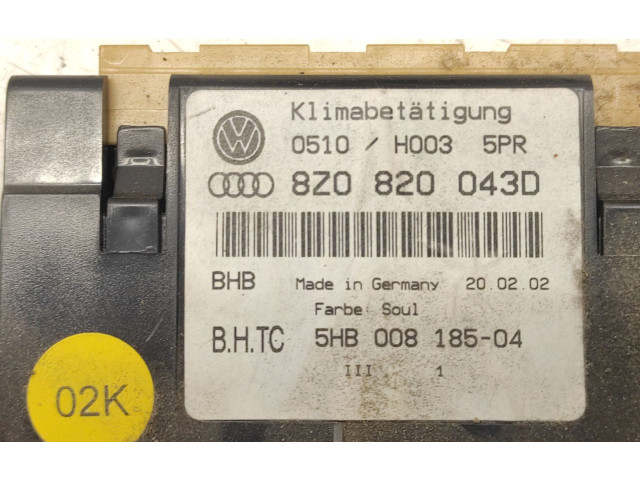 Klimabetätigung
0510 / H003 5PR
8Z0 820 043D
BHB Made in Germany 20.02.02
Farbe: Soul
B.H.TC 5HB 008 185-04
III 1
02K